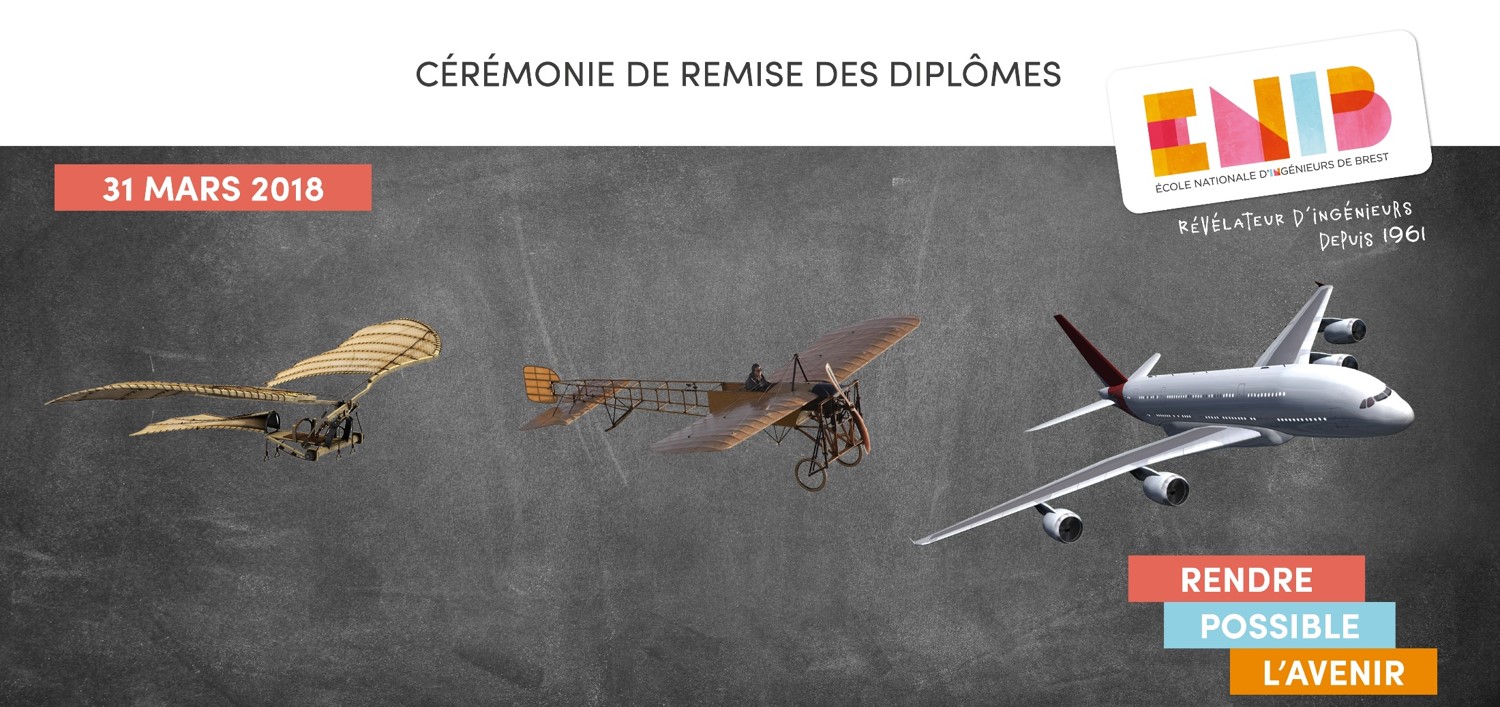 CÉRÉMONIE DE REMISE DES DIPLÔMES
ENIB
ÉCOLE NATIONALE D'INGÉNIEURS DE BREST
RÉVÉLATEUR D'INGÉNIEURS
DEPUIS 1961
31 MARS 2018
RENDRE
POSSIBLE
L'AVENIR